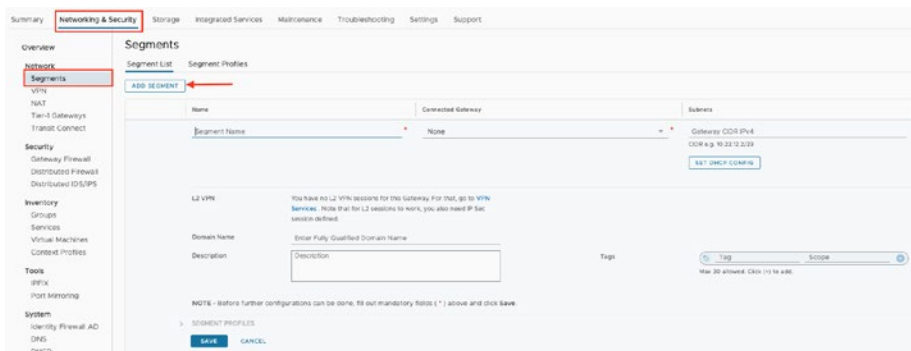 Summary Networking & Security Storage Integrated Services Maintenance Troubleshooting Settings Support
Overview
Network
Segments
VPN
NAT
Tier-1 Gateways
Transit Connect
Security
Gateway Firewall
Distributed Firewall
Distributed IDS/IPS
Inventory
Groups
Services
Virtual Machines
Context Profiles
Tools
IPFIX
Port Mirroring
System
Identity Firewall AD
DNS
DHCP
Segments
Segment List Segment Profiles
ADD SEGMENT
Name Connected Gateway Subnets
Segment Name * None * Gateway CIDR IPv4
CIDR e.g. 10.22.12.2/23
SET DHCP CONFIG
L2 VPN You have no L2 VPN sessions for this Gateway. For that, go to VPN
Services . Note that for L2 sessions to work, you also need IP Sec
session defined.
Domain Name Enter Fully Qualified Domain Name
Description Description Tags Tag Scope
Max 30 allowed. Click (+) to add.
NOTE - Before further configurations can be done, fill out mandatory fields ( * ) above and click Save.
> SEGMENT PROFILES
SAVE CANCEL